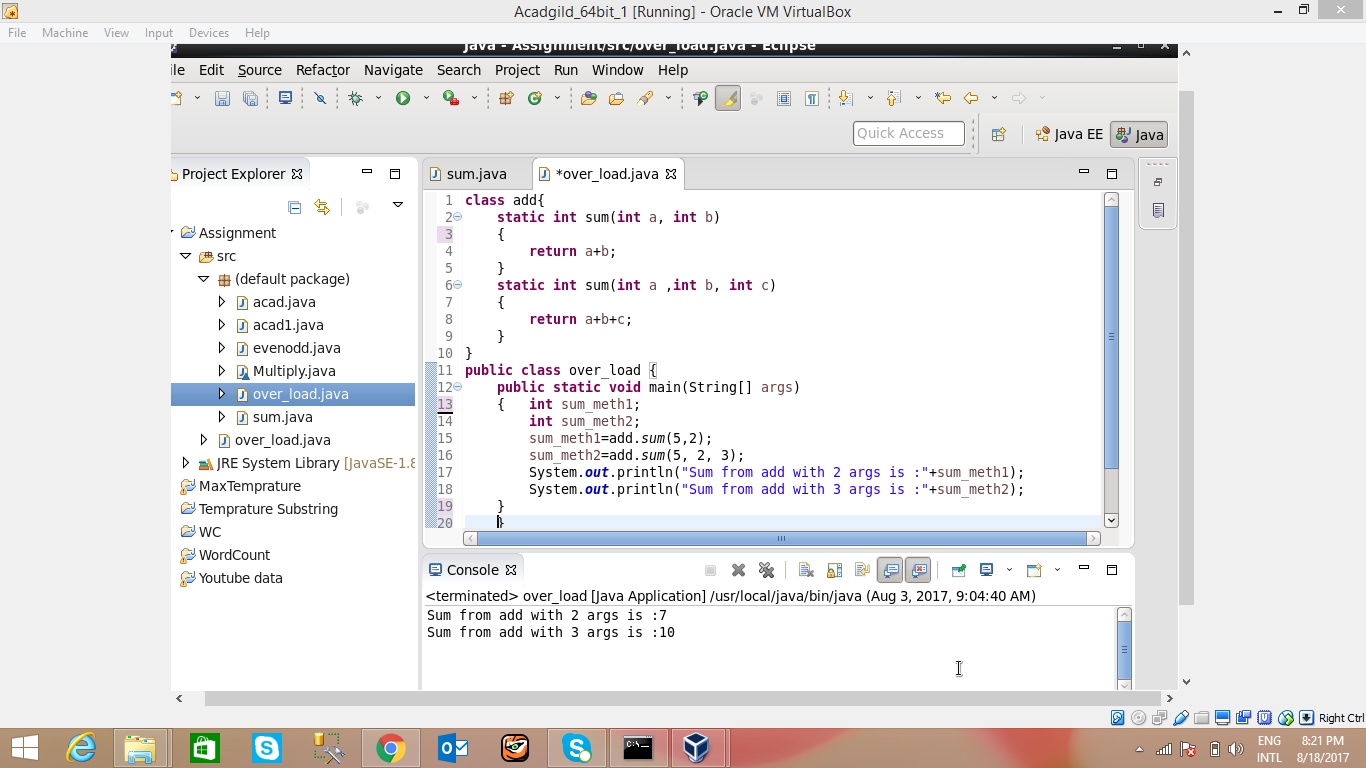 Acadgild_64bit_1 [Running] - Oracle VM VirtualBox
File Machine View Input Devices Help
Java - Assignment/src/over_load.java - Eclipse
ile Edit Source Refactor Navigate Search Project Run Window Help
Quick Access
Java EE
Java
Project Explorer
sum.java
*over_load.java
Assignment
src
(default package)
acad.java
acad1.java
evenodd.java
Multiply.java
over_load.java
sum.java
over_load.java
JRE System Library [JavaSE-1.8
MaxTemprature
Temprature Substring
WC
WordCount
Youtube data
1 class add{
2 static int sum(int a, int b)
3 {
4 return a+b;
5 }
6 static int sum(int a ,int b, int c)
7 {
8 return a+b+c;
9 }
10 }
11 public class over_load {
12 public static void main(String[] args)
13 { int sum_meth1;
14 int sum_meth2;
15 sum_meth1=add.sum(5,2);
16 sum_meth2=add.sum(5, 2, 3);
17 System.out.println("Sum from add with 2 args is :"+sum_meth1);
18 System.out.println("Sum from add with 3 args is :"+sum_meth2);
19 }
20 }
Console
<terminated> over_load [Java Application] /usr/local/java/bin/java (Aug 3, 2017, 9:04:40 AM)
Sum from add with 2 args is :7
Sum from add with 3 args is :10
Right Ctrl
ENG
INTL
8:21 PM
8/18/2017